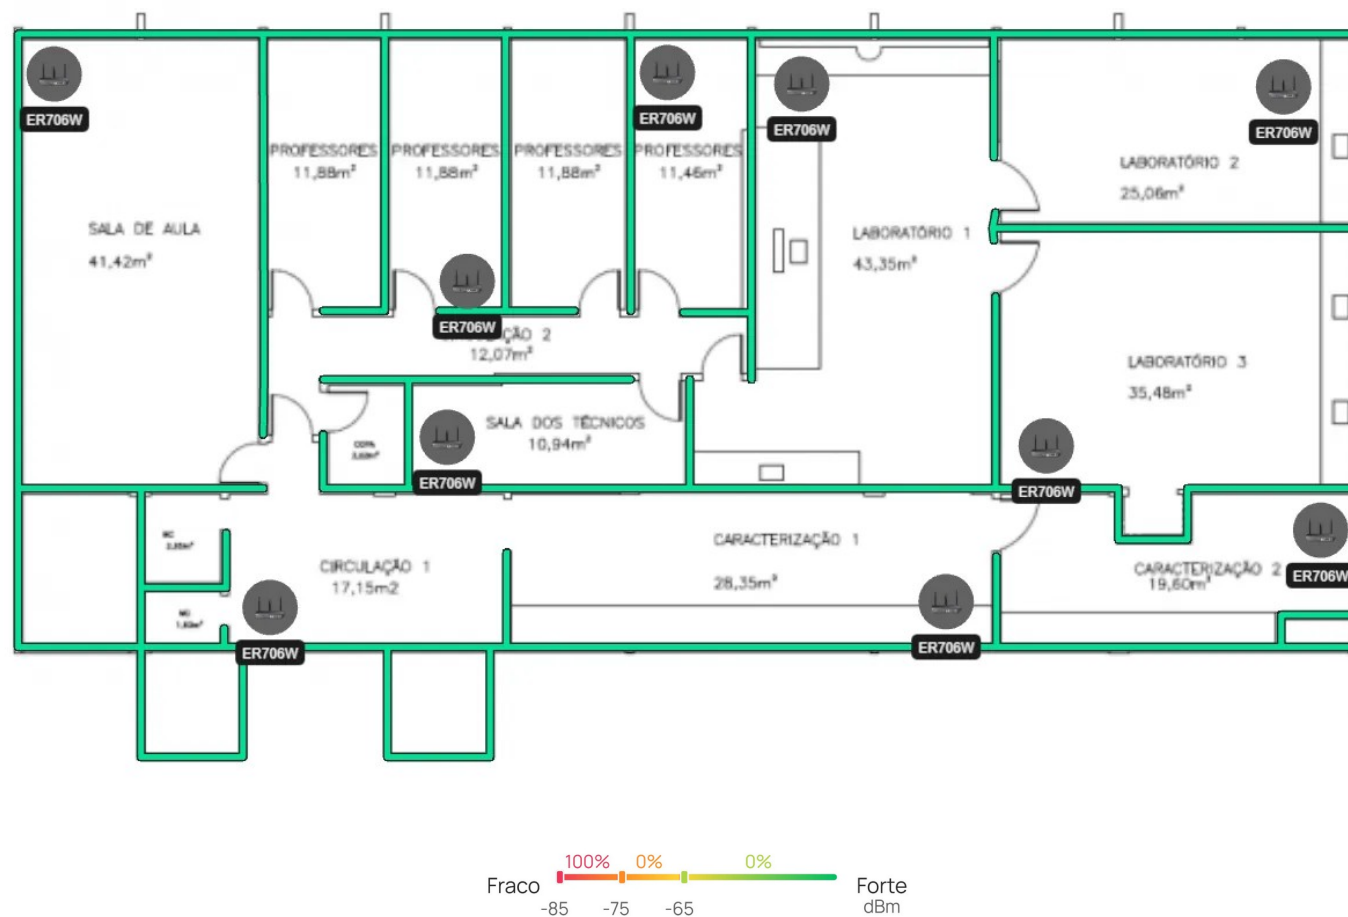 ER706W
ER706W
ER706W
ER706W
PROFESSORES
11,88m²
PROFESSORES
11,88m²
PROFESSORES
11,88m²
PROFESSORES
11,46m²
LABORATÓRIO 2
25,06m²
SALA DE AULA
41,42m²
LABORATÓRIO 1
43,35m²
ER706W
ÇÃO 2
12,07m²
LABORATÓRIO 3
35,48m²
SALA DOS TÉCNICOS
10,94m²
COPA
ER706W
ER706W
WC
CARACTERIZAÇÃO 1
28,35m²
CIRCULAÇÃO 1
17,15m2
CARACTERIZAÇÃO 2
19,60m²
ER706W
WC
ER706W
ER706W
100% 0% 0%
Fraco Forte
-85 -75 -65 dBm